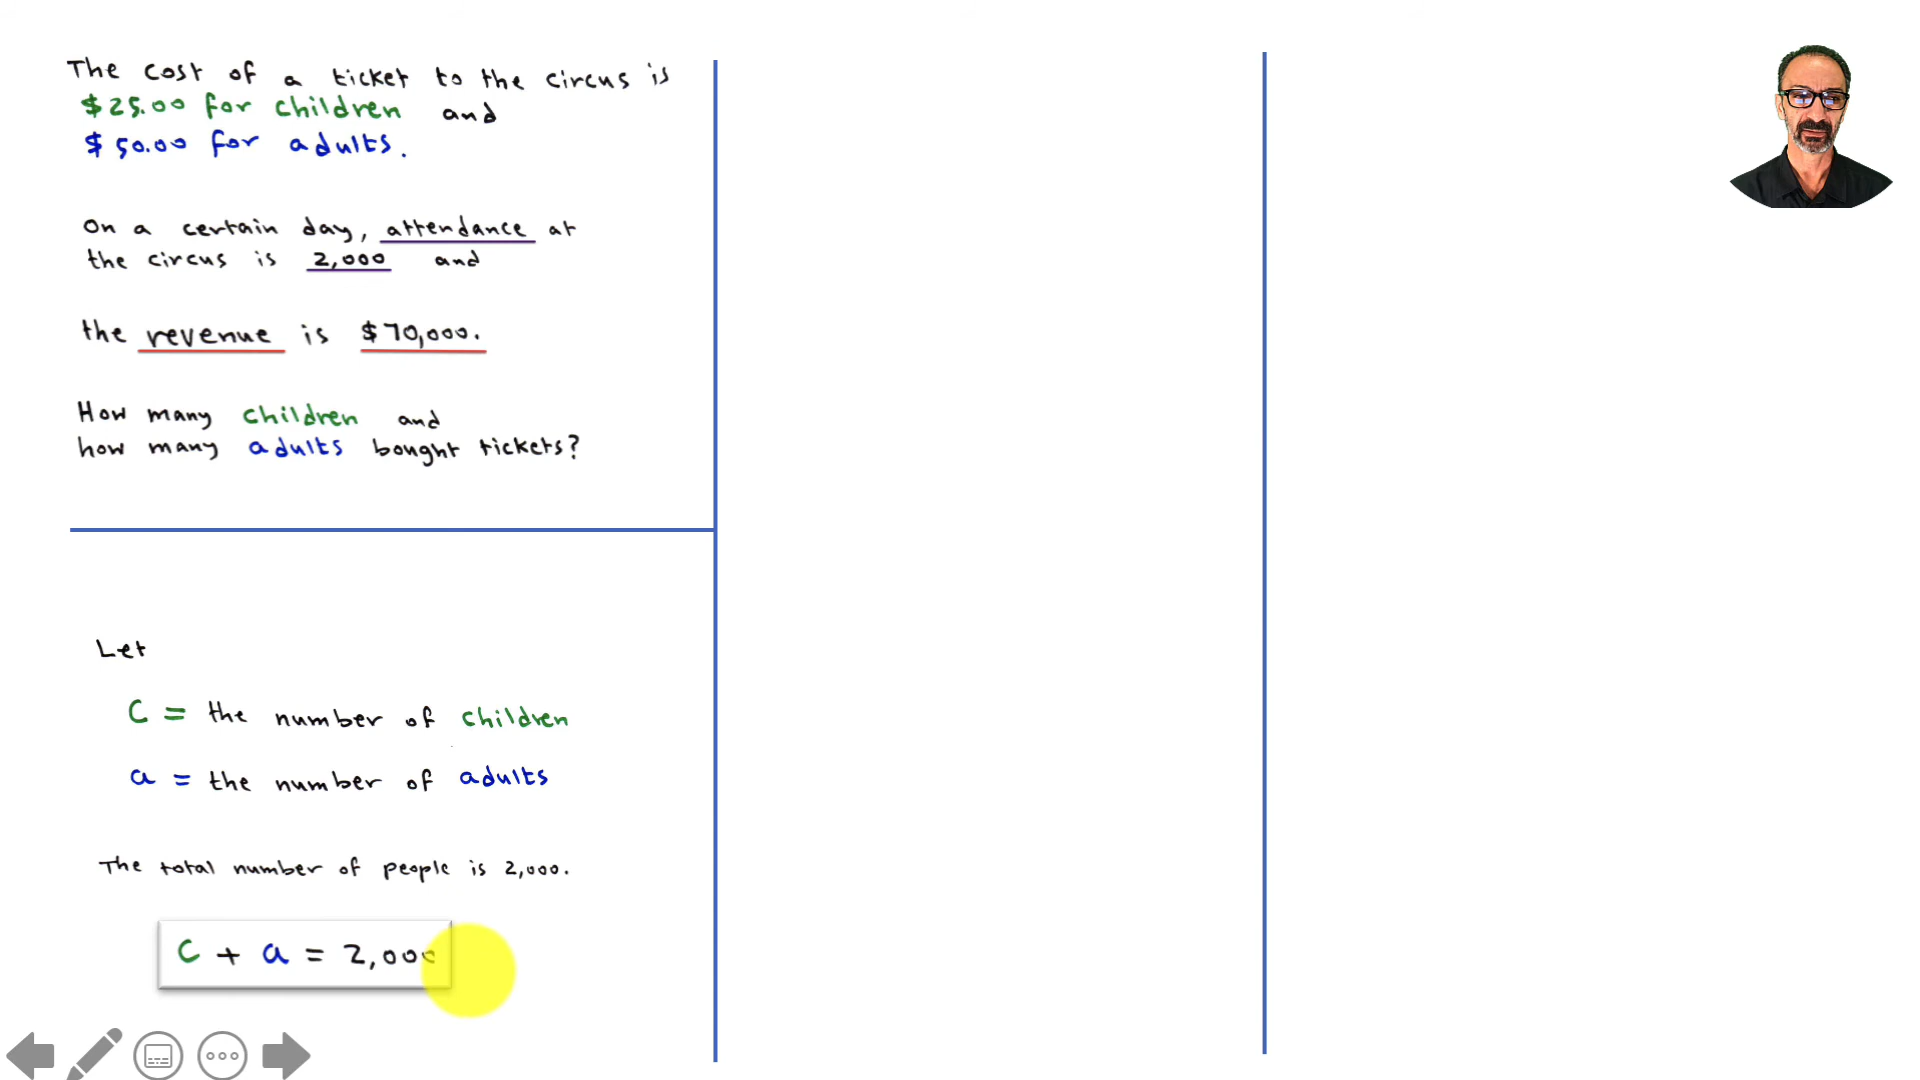 The cost of a ticket to the circus is
$25.00 for children and
$50.00 for adults.
On a certain day, attendance at
the circus is 2,000 and
the revenue is $70,000.
How many children and
how many adults bought tickets?
Let
C = the number of children
a = the number of adults
The total number of people is 2,000.
C + a = 2,000